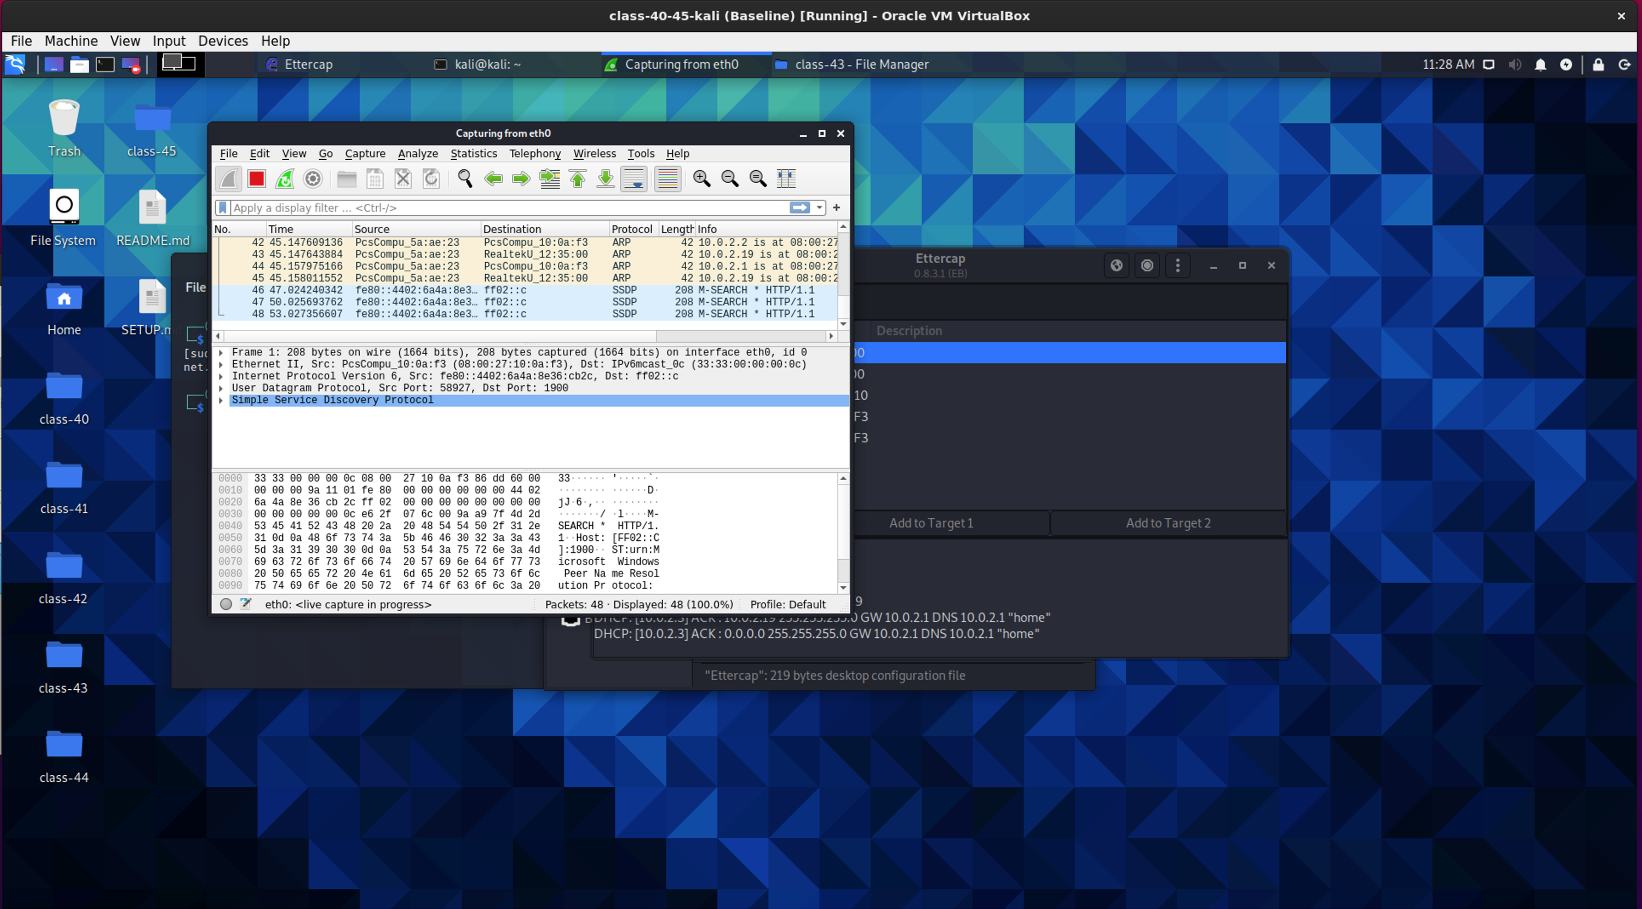 class-40-45-kali (Baseline) [Running] - Oracle VM VirtualBox
File Machine View Input Devices Help
Ettercap
kali@kali: ~
Capturing from eth0
class-43 - File Manager
11:28 AM
Trash
class-45
File System
README.md
Home
SETUP.m
class-40
class-41
class-42
class-43
class-44
File
$
[suc
net.
$
Capturing from eth0
File Edit View Go Capture Analyze Statistics Telephony Wireless Tools Help
Apply a display filter ... <Ctrl-/>
No. Time Source Destination Protocol Length Info
42 45.147609136 PcsCompu_5a:ae:23 PcsCompu_10:0a:f3 ARP 42 10.0.2.2 is at 08:00:27
43 45.147643884 PcsCompu_5a:ae:23 RealtekU_12:35:00 ARP 42 10.0.2.19 is at 08:00:2
44 45.157975166 PcsCompu_5a:ae:23 PcsCompu_10:0a:f3 ARP 42 10.0.2.1 is at 08:00:27
45 45.158011552 PcsCompu_5a:ae:23 RealtekU_12:35:00 ARP 42 10.0.2.19 is at 08:00:2
46 47.024240342 fe80::4402:6a4a:8e3… ff02::c SSDP 208 M-SEARCH * HTTP/1.1
47 50.025693762 fe80::4402:6a4a:8e3… ff02::c SSDP 208 M-SEARCH * HTTP/1.1
48 53.027356607 fe80::4402:6a4a:8e3… ff02::c SSDP 208 M-SEARCH * HTTP/1.1
Frame 1: 208 bytes on wire (1664 bits), 208 bytes captured (1664 bits) on interface eth0, id 0
Ethernet II, Src: PcsCompu_10:0a:f3 (08:00:27:10:0a:f3), Dst: IPv6mcast_0c (33:33:00:00:00:0c)
Internet Protocol Version 6, Src: fe80::4402:6a4a:8e36:cb2c, Dst: ff02::c
User Datagram Protocol, Src Port: 58927, Dst Port: 1900
Simple Service Discovery Protocol
0000 33 33 00 00 00 0c 08 00 27 10 0a f3 86 dd 60 00 33······ '·····`·
0010 00 00 00 9a 11 01 fe 80 00 00 00 00 00 00 44 02 ········ ······D·
0020 6a 4a 8e 36 cb 2c ff 02 00 00 00 00 00 00 00 00 jJ·6·,·· ········
0030 00 00 00 00 00 0c e6 2f 07 6c 00 9a a9 7f 4d 2d ·······/ ·l····M-
0040 53 45 41 52 43 48 20 2a 20 48 54 54 50 2f 31 2e SEARCH * HTTP/1.
0050 31 0d 0a 48 6f 73 74 3a 5b 46 46 30 32 3a 3a 43 1··Host: [FF02::C
0060 5d 3a 31 39 30 30 0d 0a 53 54 3a 75 72 6e 3a 4d ]:1900·· ST:urn:M
0070 69 63 72 6f 73 6f 66 74 20 57 69 6e 64 6f 77 73 icrosoft Windows
0080 20 50 65 65 72 20 4e 61 6d 65 20 52 65 73 6f 6c Peer Na me Resol
0090 75 74 69 6f 6e 20 50 72 6f 74 6f 63 6f 6c 3a 20 ution Pr otocol:
eth0: <live capture in progress>
Packets: 48 · Displayed: 48 (100.0%)
Profile: Default
Ettercap
0.8.3.1 (EB)
Description
00
00
10
F3
F3
Add to Target 1
Add to Target 2
9
DHCP: [10.0.2.3] ACK : 10.0.2.19 255.255.255.0 GW 10.0.2.1 DNS 10.0.2.1 "home"
DHCP: [10.0.2.3] ACK : 0.0.0.0 255.255.255.0 GW 10.0.2.1 DNS 10.0.2.1 "home"
"Ettercap": 219 bytes desktop configuration file